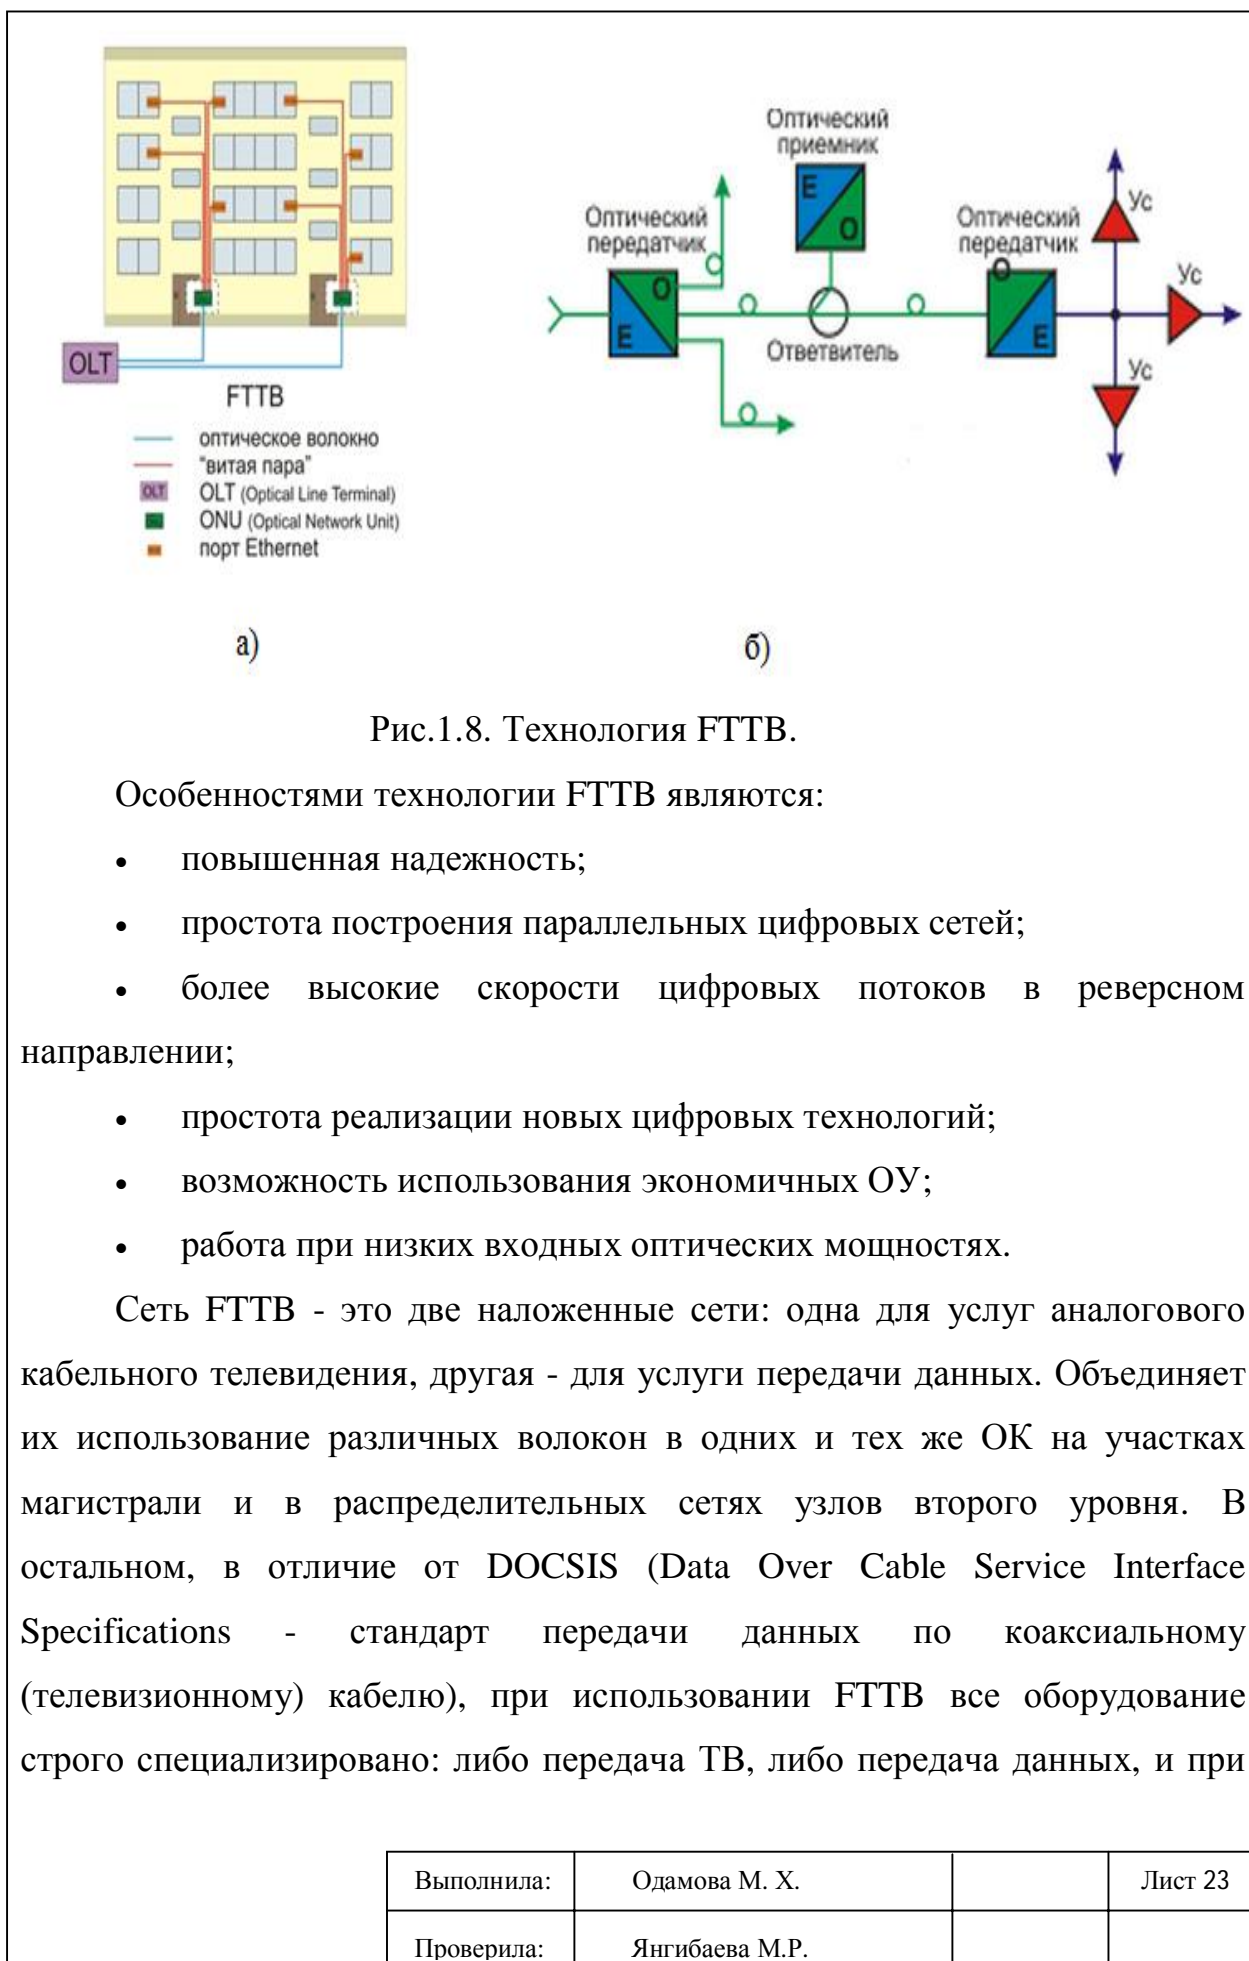 OLT
FTTB
оптическое волокно
"витая пара"
OLT OLT (Optical Line Terminal)
ONU (Optical Network Unit)
порт Ethernet
а)
Оптический
передатчик
O
E
Оптический
приемник
E
O
Ответвитель
Оптический
передатчик
O
E
Ус
Ус
Ус
б)
Рис.1.8. Технология FTTB.
Особенностями технологии FTTB являются:
• повышенная надежность;
• простота построения параллельных цифровых сетей;
• более высокие скорости цифровых потоков в реверсном
направлении;
• простота реализации новых цифровых технологий;
• возможность использования экономичных ОУ;
• работа при низких входных оптических мощностях.
Сеть FTTB - это две наложенные сети: одна для услуг аналогового
кабельного телевидения, другая - для услуги передачи данных. Объединяет
их использование различных волокон в одних и тех же ОК на участках
магистрали и в распределительных сетях узлов второго уровня. В
остальном, в отличие от DOCSIS (Data Over Cable Service Interface
Specifications - стандарт передачи данных по коаксиальному
(телевизионному) кабелю), при использовании FTTB все оборудование
строго специализировано: либо передача ТВ, либо передача данных, и при
Выполнила: Одамова М. Х. Лист 23
Проверила: Янгибаева М.Р.